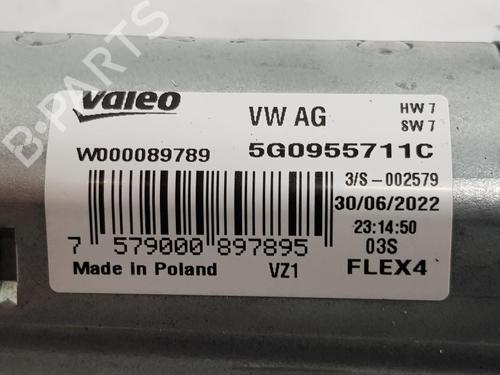 Valeo
VW AG
HW 7
SW 7
W000089789
5G0955711C
3/S-002579
30/06/2022
23:14:50
7 579000 897895
03S
Made in Poland
VZ1
FLEX4
B-PARTS